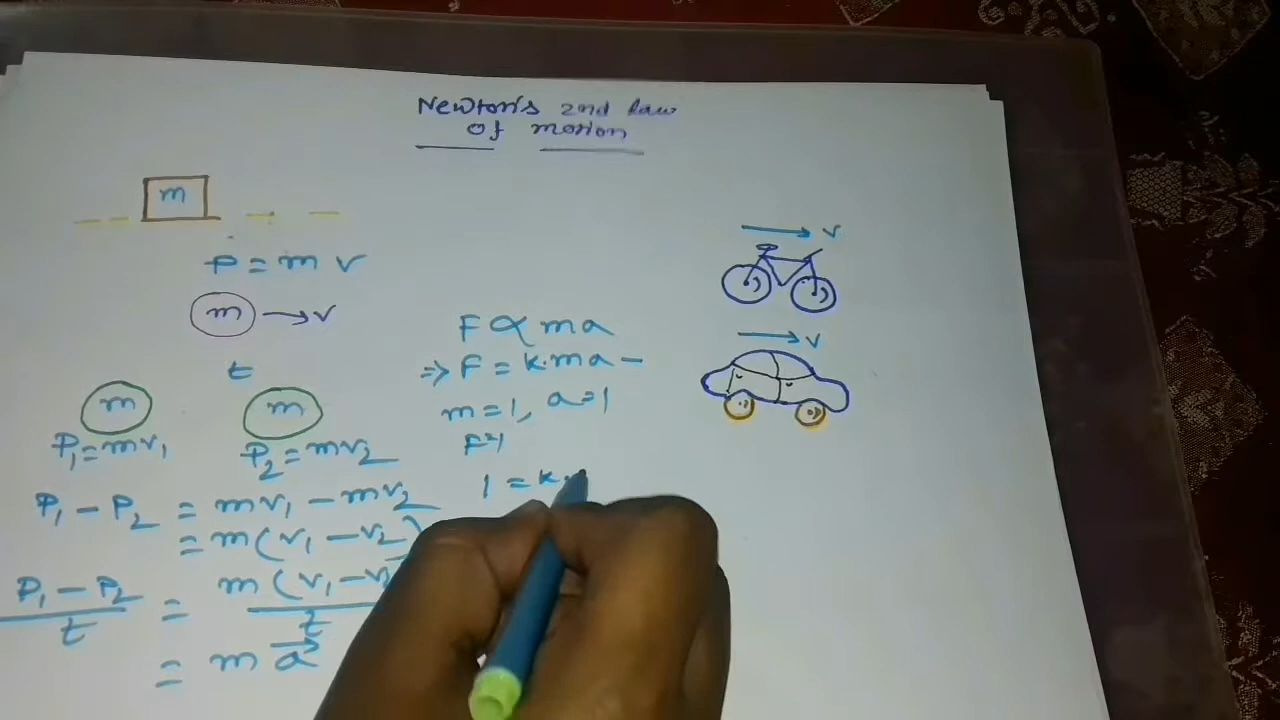 Newton's 2nd law
of motion
m
P = m v
m → v
t
m
m
P₁ = mv₁
P₂ = mv₂
P₁ - P₂ = mv₁ - mv₂
= m(v₁ - v₂)
P₁ - P₂ / t = m(v₁ - v / t
= m a
F ∝ ma
⇒ F = k.ma -
m = 1, a = 1
F = 1
1 = k.
→ v
→ v